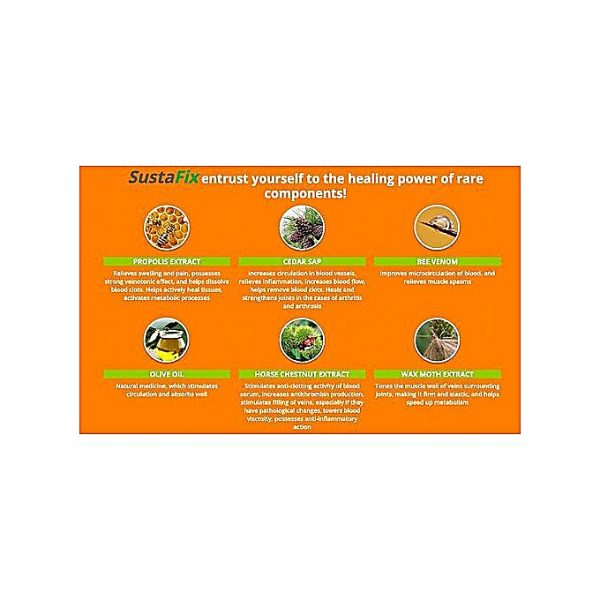 SustaFix entrust yourself to the healing power of rare
components!
PROPOLIS EXTRACT
Relieves swelling and pain, possesses
strong veinotonic effect, and helps dissolve
blood clots. Helps actively heal tissues,
activates metabolic processes
CEDAR SAP
Increases circulation in blood vessels,
relieves inflammation, increases blood flow,
helps remove blood clots. Heals and
strengthens joints in the cases of arthritis
and arthrosis
BEE VENOM
Improves microcirculation of blood, and
relieves muscle spasms
OLIVE OIL
Natural medicine, which stimulates
circulation and absorbs well
HORSE CHESTNUT EXTRACT
Stimulates anti-clotting activity of blood
serum, increases antithrombin production,
stimulates filling of veins, especially if they
have pathological changes, lowers blood
viscosity, possesses anti-inflammatory
action
WAX MOTH EXTRACT
Tones the muscle wall of veins surrounding
joints, making it firm and elastic, and helps
speed up metabolism